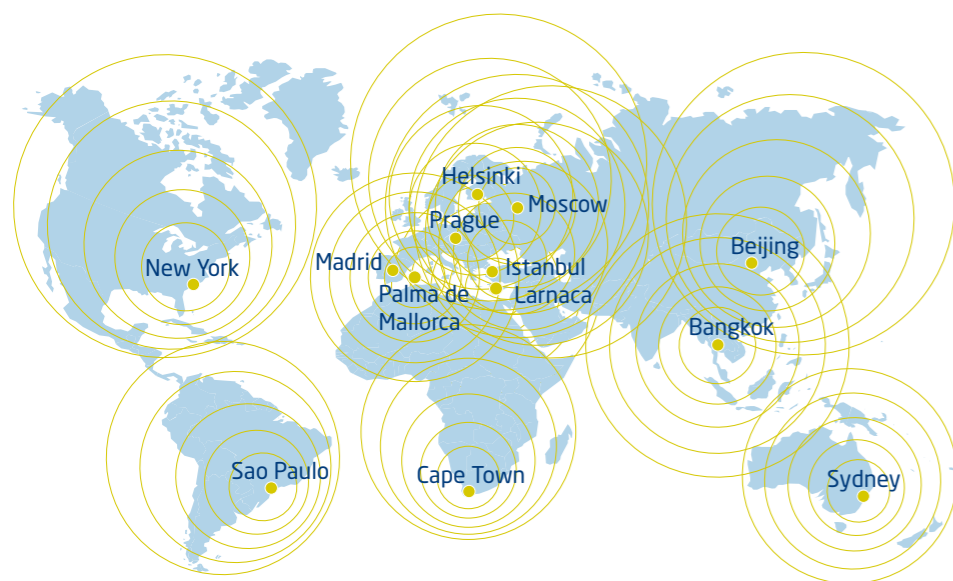 Helsinki
Moscow
Prague
Beijing
Madrid
Istanbul
New York
Palma de
Mallorca
Larnaca
Bangkok
Sao Paulo
Cape Town
Sydney